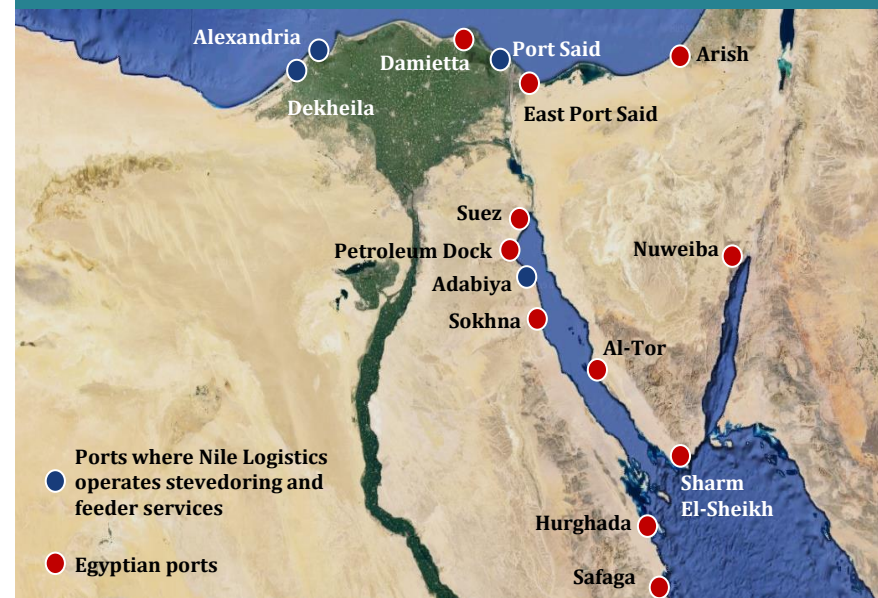 Alexandria
Port Said
Damietta
Arish
Dekheila
East Port Said
Suez
Petroleum Dock
Nuweiba
Adabiya
Sokhna
Al-Tor
Ports where Nile Logistics
operates stevedoring and
feeder services
Sharm
El-Sheikh
Hurghada
Egyptian ports
Safaga